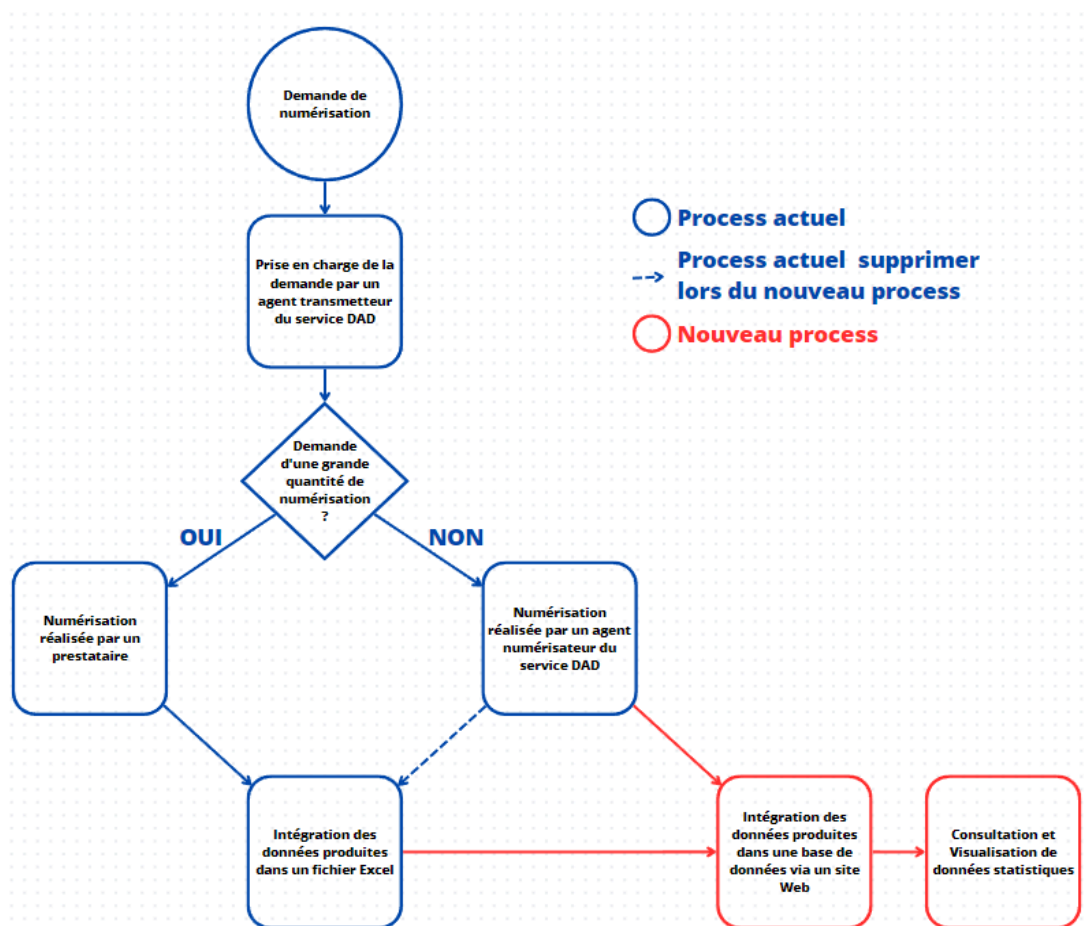 Demande de
numérisation
Prise en charge de la
demande par un
agent transmetteur
du service DAD
Process actuel
Process actuel supprimer
lors du nouveau process
Nouveau process
Demande
d'une grande
quantité de
numérisation
?
OUI
NON
Numérisation
réalisée par un
prestataire
Numérisation
réalisée par un agent
numérisateur du
service DAD
Intégration des
données produites
dans un fichier Excel
Intégration des
données produites
dans une base de
données via un site
Web
Consultation et
Visualisation de
données statistiques